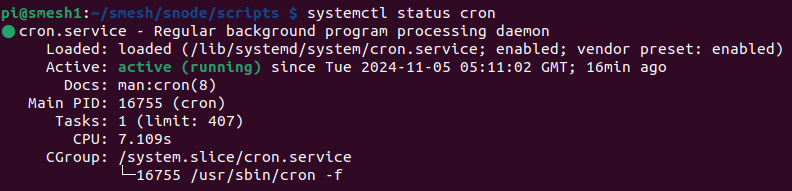 pi@smesh1:~/smesh/snode/scripts $ systemctl status cron
● cron.service - Regular background program processing daemon
Loaded: loaded (/lib/systemd/system/cron.service; enabled; vendor preset: enabled)
Active: active (running) since Tue 2024-11-05 05:11:02 GMT; 16min ago
Docs: man:cron(8)
Main PID: 16755 (cron)
Tasks: 1 (limit: 407)
CPU: 7.109s
CGroup: /system.slice/cron.service
└─16755 /usr/sbin/cron -f